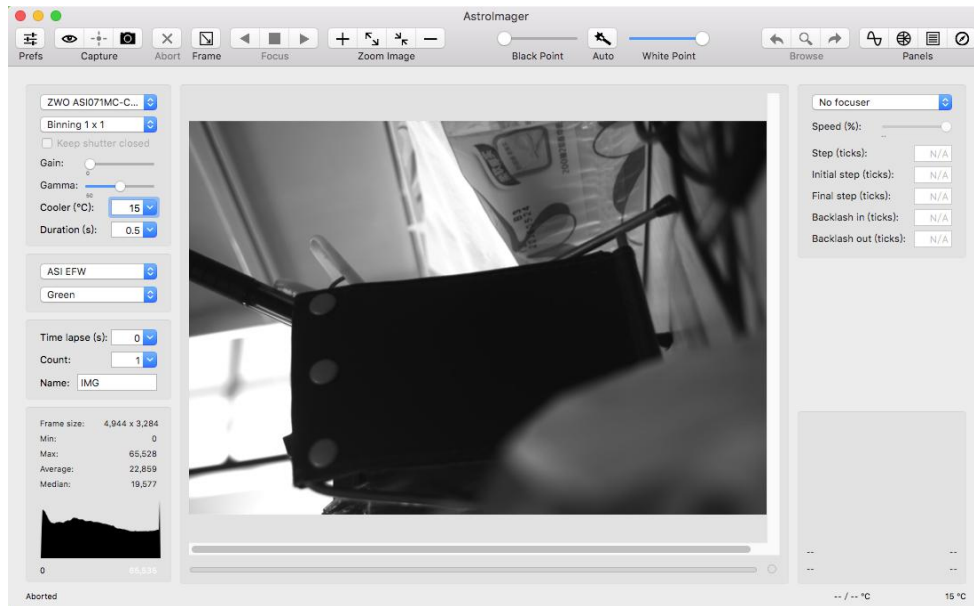 AstroImager
Prefs Capture Abort Frame Focus Zoom Image Black Point Auto White Point Browse Panels
ZWO ASI071MC-C...
Binning 1 x 1
Keep shutter closed
Gain:
0
Gamma:
50
Cooler (°C): 15
Duration (s): 0.5
ASI EFW
Green
Time lapse (s): 0
Count: 1
Name: IMG
Frame size: 4,944 x 3,284
Min: 0
Max: 65,528
Average: 22,859
Median: 19,577
0 65,535
Aborted
No focuser
Speed (%):
--
Step (ticks): N/A
Initial step (ticks): N/A
Final step (ticks): N/A
Backlash in (ticks): N/A
Backlash out (ticks): N/A
-- --
-- --
-- / -- °C 15 °C